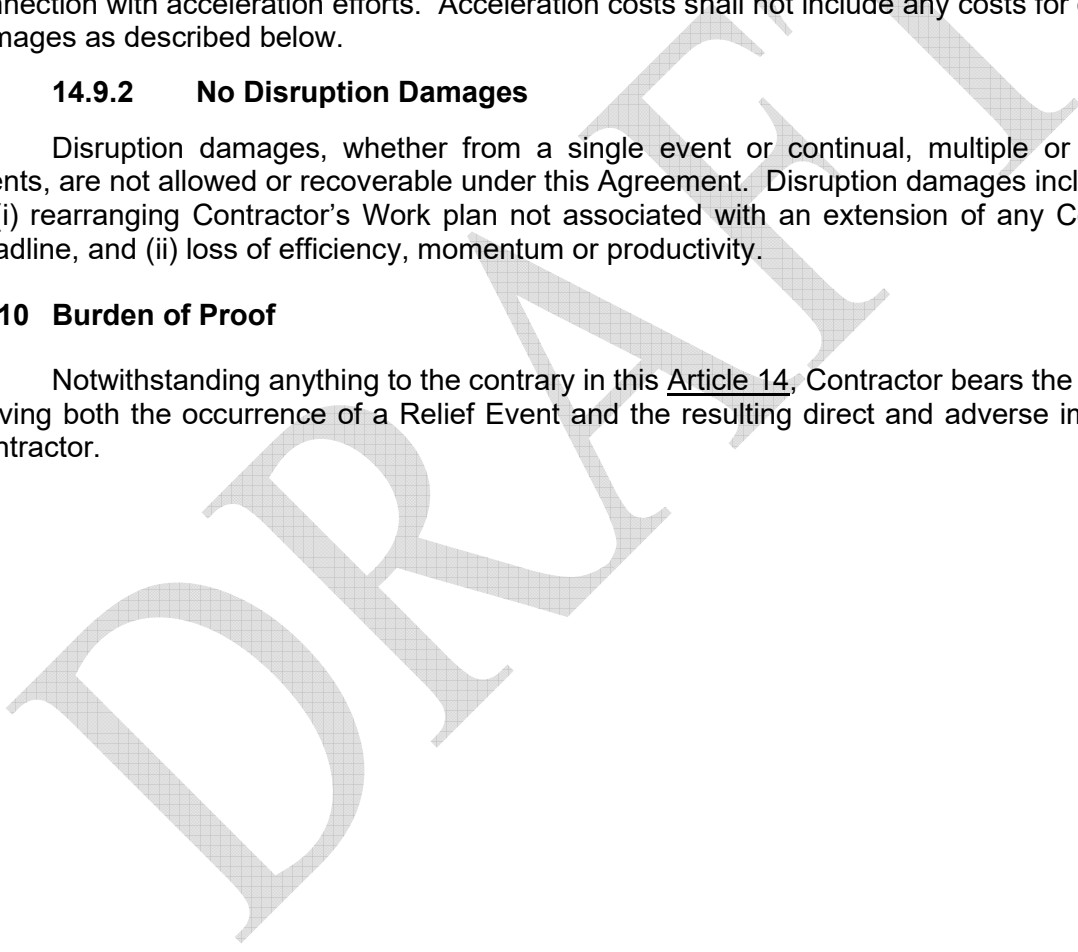 nnection with acceleration efforts. Acceleration costs shall not include any costs for
mages as described below.
14.9.2 No Disruption Damages
Disruption damages, whether from a single event or continual, multiple or
ents, are not allowed or recoverable under this Agreement. Disruption damages incl
(i) rearranging Contractor's Work plan not associated with an extension of any C
adline, and (ii) loss of efficiency, momentum or productivity.
10 Burden of Proof
Notwithstanding anything to the contrary in this Article 14, Contractor bears the
ving both the occurrence of a Relief Event and the resulting direct and adverse im
ntractor.
DRAFT